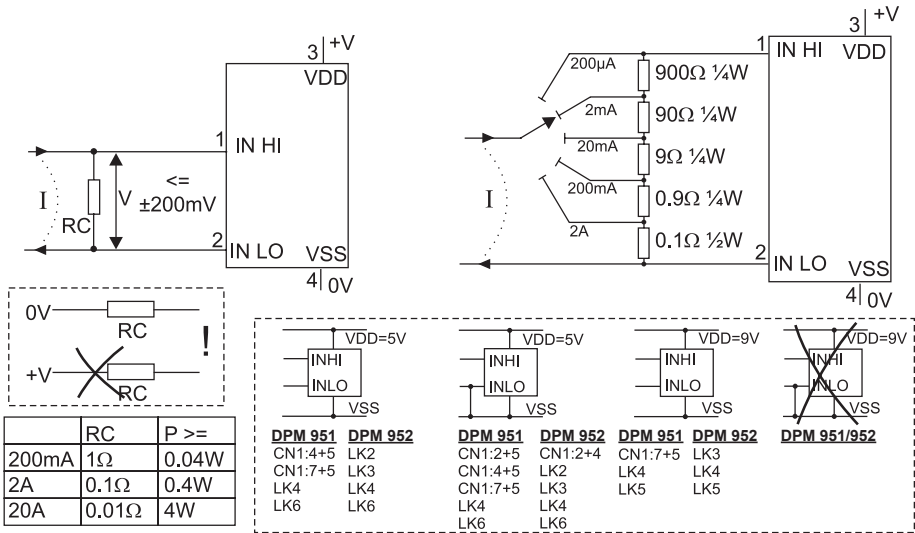 3 +V
VDD
1 IN HI
I RC V <= ±200mV
2 IN LO VSS
4 0V
3 +V
1 IN HI VDD
200µA
900Ω ¼W
2mA
90Ω ¼W
20mA
9Ω ¼W
200mA
0.9Ω ¼W
I
2A
0.1Ω ½W
2 IN LO VSS
4 0V
0V RC
!
+V RC
RC P >=
200mA 1Ω 0.04W
2A 0.1Ω 0.4W
20A 0.01Ω 4W
VDD=5V VDD=5V VDD=9V VDD=9V
INHI INHI INHI INHI
INLO INLO INLO INLO
VSS VSS VSS VSS
DPM 951 DPM 952 DPM 951 DPM 952 DPM 951 DPM 952 DPM 951/952
CN1:4+5 LK2 CN1:2+5 CN1:2+4 CN1:7+5 LK3
CN1:7+5 LK3 CN1:4+5 LK2 LK4 LK4
LK4 LK4 CN1:7+5 LK3 LK5 LK5
LK6 LK6 LK4 LK4
LK6 LK6